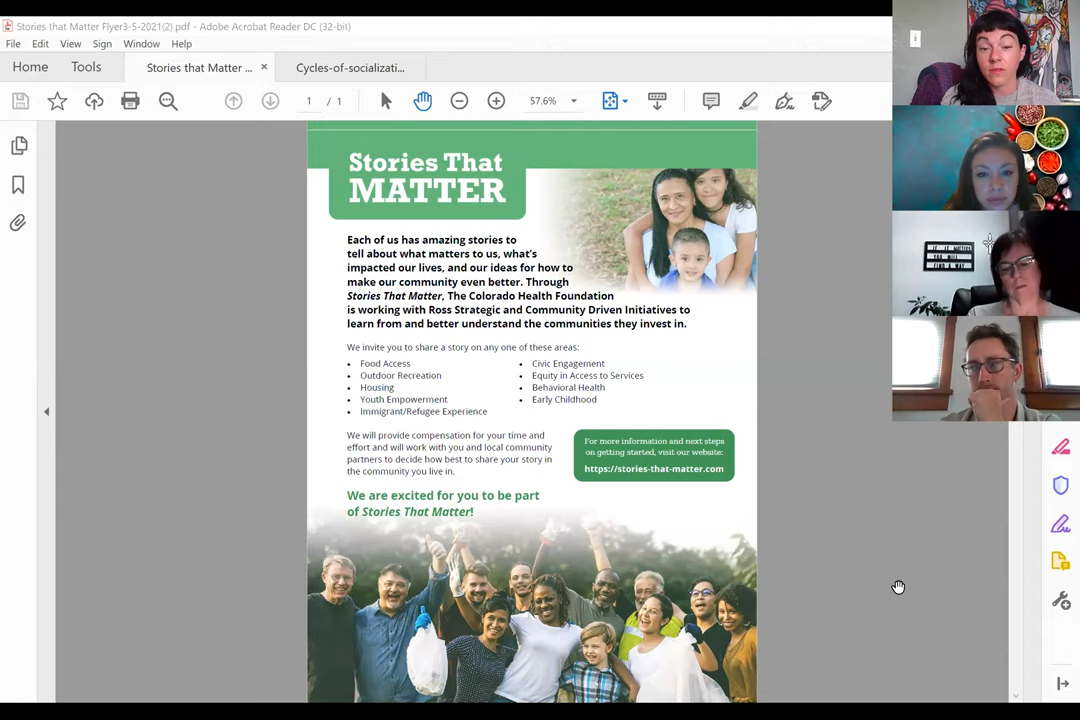 Stories that Matter Flyer3-5-2021(2).pdf - Adobe Acrobat Reader DC (32-bit)
File Edit View Sign Window Help
Home Tools Stories that Matter ... × Cycles-of-socializati...
1 / 1 57.6%
Stories That
MATTER
Each of us has amazing stories to
tell about what matters to us, what's
impacted our lives, and our ideas for how to
make our community even better. Through
Stories That Matter, The Colorado Health Foundation
is working with Ross Strategic and Community Driven Initiatives to
learn from and better understand the communities they invest in.
We invite you to share a story on any one of these areas:
• Food Access
• Outdoor Recreation
• Housing
• Youth Empowerment
• Immigrant/Refugee Experience
• Civic Engagement
• Equity in Access to Services
• Behavioral Health
• Early Childhood
We will provide compensation for your time and
effort and will work with you and local community
partners to decide how best to share your story in
the community you live in.
For more information and next steps
on getting started, visit our website:
https://stories-that-matter.com
We are excited for you to be part
of Stories That Matter!
IF IT MATTERS
YOU WILL
FIND A WAY